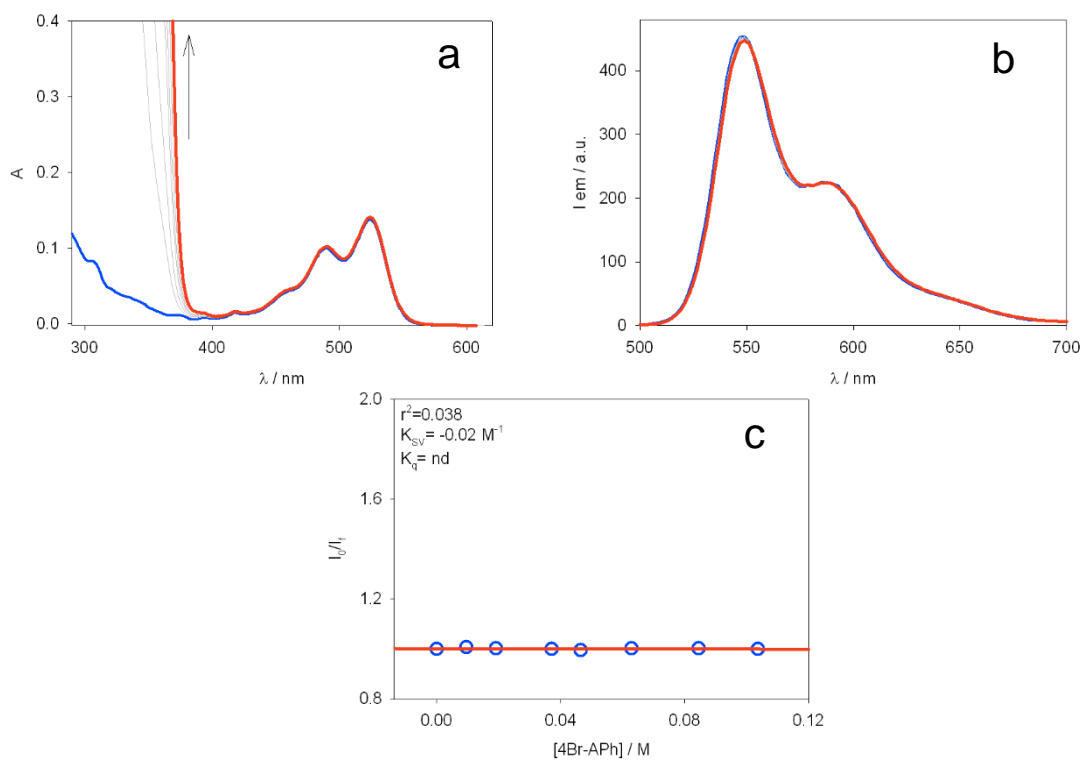 a
0.4
0.3
0.2
0.1
0.0
A
300 400 500 600
λ / nm
b
400
300
200
100
0
I em / a.u.
500 550 600 650 700
λ / nm
c
r²=0.038
K_SV= -0.02 M⁻¹
K_q= nd
2.0
1.6
1.2
0.8
I₀/I_f
0.00 0.04 0.08 0.12
[4Br-APh] / M